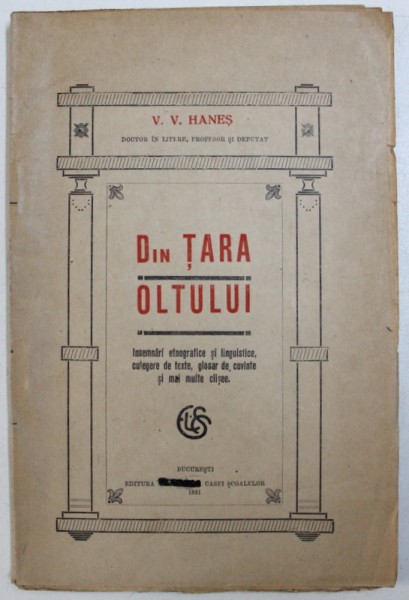 V. V. HANEȘ
DOCTOR ÎN LITERE, PROFESOR ȘI DEPUTAT
DIN ȚARA
OLTULUI
Insemnări etnografice și linguistice,
culegere de texte, glosar de cuvinte
și mai multe clișee.
BUCUREȘTI
EDITURA CASEI ȘCOALELOR
1921